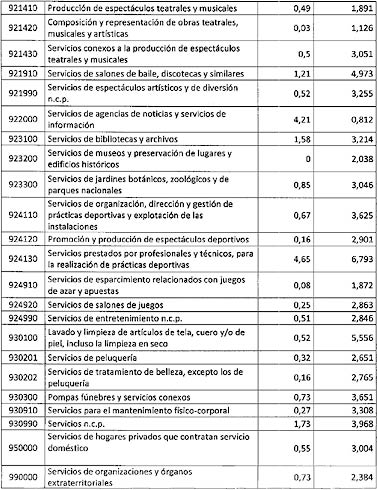 921410 Producción de espectáculos teatrales y musicales 0,49 1,891
921420 Composición y representación de obras teatrales, musicales y artísticas 0,03 1,126
921430 Servicios conexos a la producción de espectáculos teatrales y musicales 0,5 3,051
921910 Servicios de salones de baile, discotecas y similares 1,21 4,973
921990 Servicios de espectáculos artísticos y de diversión n.c.p. 0,52 3,255
922000 Servicios de agencias de noticias y servicios de información 4,21 0,812
923100 Servicios de bibliotecas y archivos 1,58 3,214
923200 Servicios de museos y preservación de lugares y edificios históricos 0 2,038
923300 Servicios de jardines botánicos, zoológicos y de parques nacionales 0,85 3,046
924110 Servicios de organización, dirección y gestión de prácticas deportivas y explotación de las instalaciones 0,67 3,625
924120 Promoción y producción de espectáculos deportivos 0,16 2,901
924130 Servicios prestados por profesionales y técnicos, para la realización de prácticas deportivas 4,65 6,793
924910 Servicios de esparcimiento relacionados con juegos de azar y apuestas 0,08 1,872
924920 Servicios de salones de juegos 0,25 2,863
924990 Servicios de entretenimiento n.c.p. 0,51 2,846
930100 Lavado y limpieza de artículos de tela, cuero y/o de piel, incluso la limpieza en seco 0,52 5,556
930201 Servicios de peluquería 0,32 2,651
930202 Servicios de tratamiento de belleza, excepto los de peluquería 0,16 2,765
930300 Pompas fúnebres y servicios conexos 0,73 3,651
930910 Servicios para el mantenimiento físico-corporal 0,27 3,308
930990 Servicios n.c.p. 1,73 3,968
950000 Servicios de hogares privados que contratan servicio doméstico 0,55 3,004
990000 Servicios de organizaciones y órganos extraterritoriales 0,73 2,384